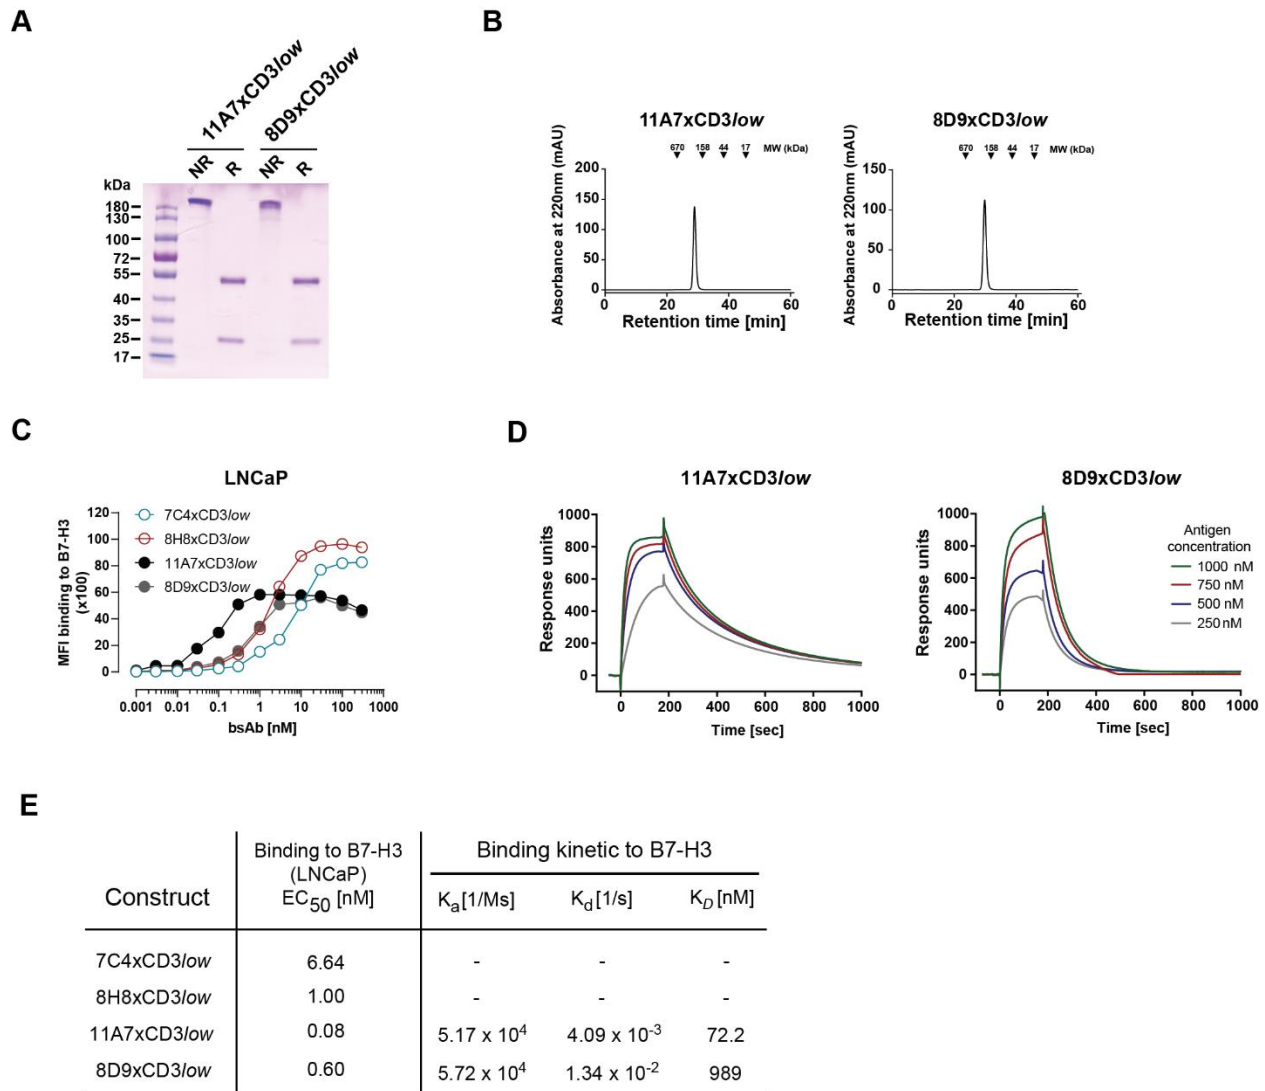 A
11A7xCD3low
8D9xCD3low
NR
R
NR
R
kDa
180
130
100
72
55
40
35
25
17
B
11A7xCD3low
670 158 44 17 MW (kDa)
Absorbance at 220nm (mAU)
200
150
100
50
0
0 20 40 60
Retention time [min]
8D9xCD3low
670 158 44 17 MW (kDa)
Absorbance at 220nm (mAU)
150
100
50
0
0 20 40 60
Retention time [min]
C
LNCaP
MFI binding to B7-H3
(x100)
120
100
80
60
40
20
0
7C4xCD3low
8H8xCD3low
11A7xCD3low
8D9xCD3low
0.001 0.01 0.1 1 10 100 1000
bsAb [nM]
D
11A7xCD3low
Response units
1000
800
600
400
200
0
0 200 400 600 800 1000
Time [sec]
8D9xCD3low
Response units
1000
800
600
400
200
0
0 200 400 600 800 1000
Time [sec]
Antigen
concentration
1000 nM
750 nM
500 nM
250 nM
E
Construct
Binding to B7-H3
(LNCaP)
EC50 [nM]
Binding kinetic to B7-H3
Ka [1/Ms] Kd [1/s] KD [nM]
7C4xCD3low 6.64 - - -
8H8xCD3low 1.00 - - -
11A7xCD3low 0.08 5.17 x 10⁴ 4.09 x 10⁻³ 72.2
8D9xCD3low 0.60 5.72 x 10⁴ 1.34 x 10⁻² 989